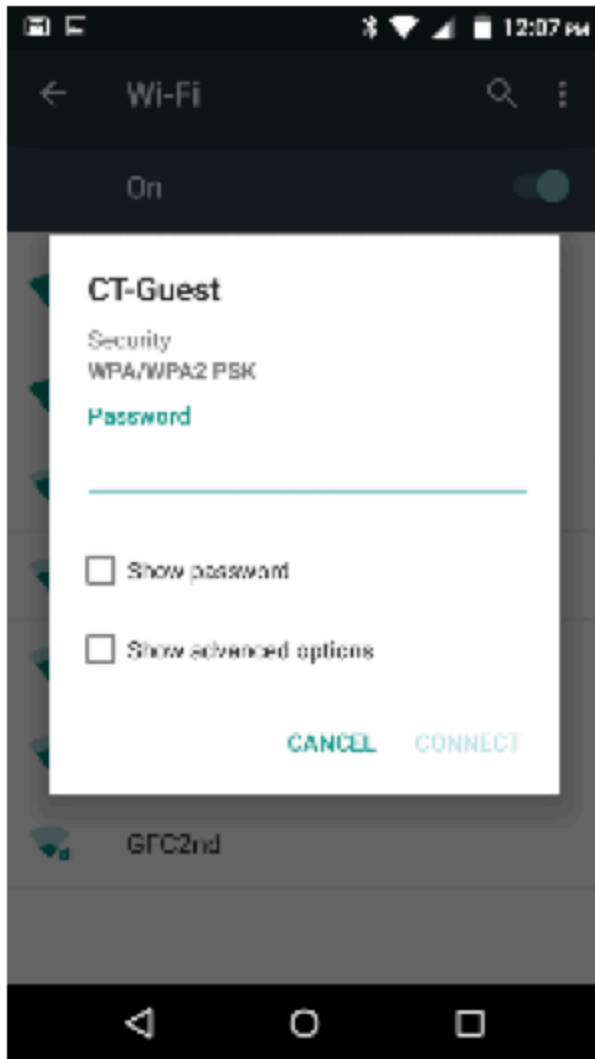 12:07 PM
Wi-Fi
On
CT-Guest
Security
WPA/WPA2 PSK
Password
Show password
Show advanced options
CANCEL CONNECT
GFC2nd